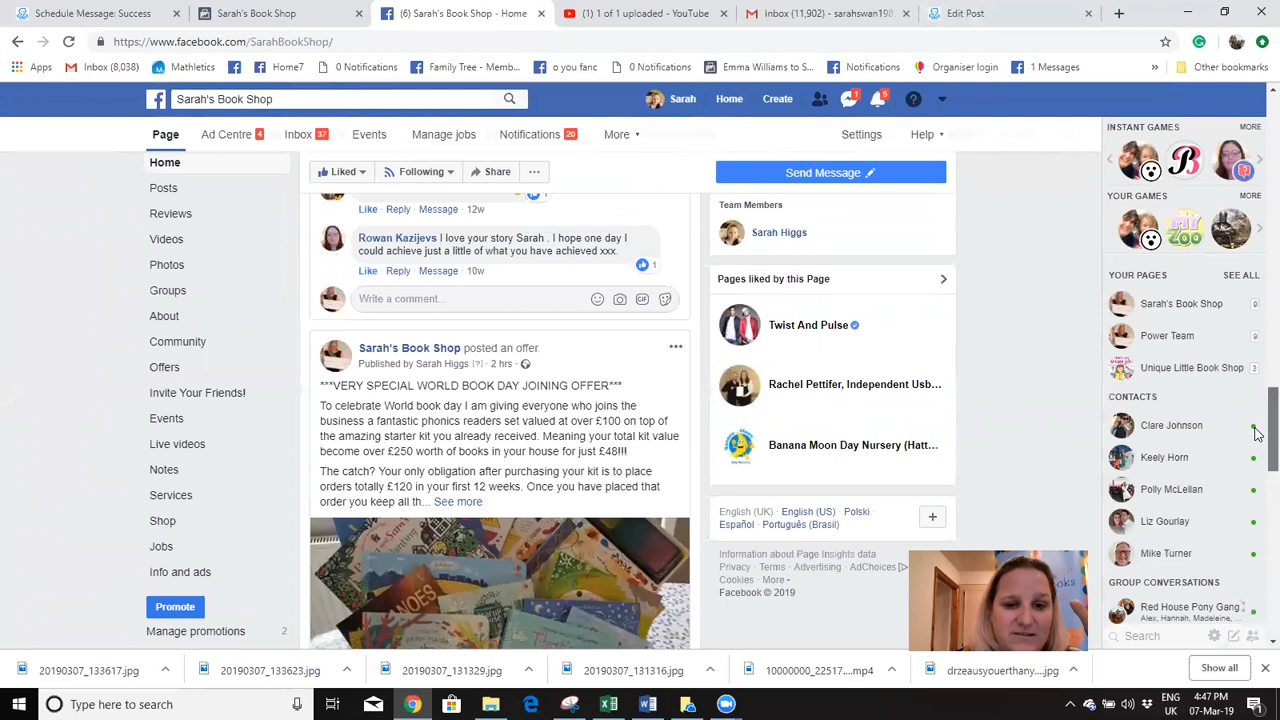 Schedule Message: Success
Sarah's Book Shop
(6) Sarah's Book Shop - Home
(1) 1 of 1 uploaded - YouTube
Inbox (11,902) - sarahswan198
Edit Post
https://www.facebook.com/SarahBookShop/
Apps
Inbox (8,038)
Mathletics
Home7
0 Notifications
Family Tree - Memb...
o you fanc
0 Notifications
Emma Williams to S...
Notifications
Organiser login
1 Messages
»
Other bookmarks
Sarah's Book Shop
Sarah
Home
Create
1
5
Page
Ad Centre 4
Inbox 37
Events
Manage jobs
Notifications 20
More
Settings
Help
Home
Posts
Reviews
Videos
Photos
Groups
About
Community
Offers
Invite Your Friends!
Events
Live videos
Notes
Services
Shop
Jobs
Info and ads
Promote
Manage promotions 2
Liked
Following
Share
...
Send Message
Like · Reply · Message · 12w
Rowan Kazijevs I love your story Sarah . I hope one day I
could achieve just a little of what you have achieved xxx.
1
Like · Reply · Message · 10w
Write a comment...
GIF
Sarah's Book Shop posted an offer.
Published by Sarah Higgs [?] · 2 hrs ·
***VERY SPECIAL WORLD BOOK DAY JOINING OFFER***
To celebrate World book day I am giving everyone who joins the
business a fantastic phonics readers set valued at over £100 on top of
the amazing starter kit you already received. Meaning your total kit value
become over £250 worth of books in your house for just £48!!!
The catch? Your only obligation after purchasing your kit is to place
orders totally £120 in your first 12 weeks. Once you have placed that
order you keep all th... See more
Team Members
Sarah Higgs
Pages liked by this Page
Twist And Pulse
Rachel Pettifer, Independent Usb...
Banana Moon Day Nursery (Hatt...
English (UK) · English (US) · Polski ·
Español · Português (Brasil)
Information about Page Insights data
Privacy · Terms · Advertising · AdChoices
Cookies · More
Facebook © 2019
INSTANT GAMES
MORE
B
YOUR GAMES
MORE
MY
ZOO
YOUR PAGES
SEE ALL
Sarah's Book Shop 9
Power Team 9
Unique Little Book Shop 2
CONTACTS
Clare Johnson
Keely Horn
Polly McLellan
Liz Gourlay
Mike Turner
GROUP CONVERSATIONS
Red House Pony Gang
Alex, Hannah, Madeleine, ...
Search
20190307_133617.jpg
20190307_133623.jpg
20190307_131329.jpg
20190307_131316.jpg
10000000_22517....mp4
drzeausyouerthany....jpg
Show all
Type here to search
ENG
UK
4:47 PM
07-Mar-19